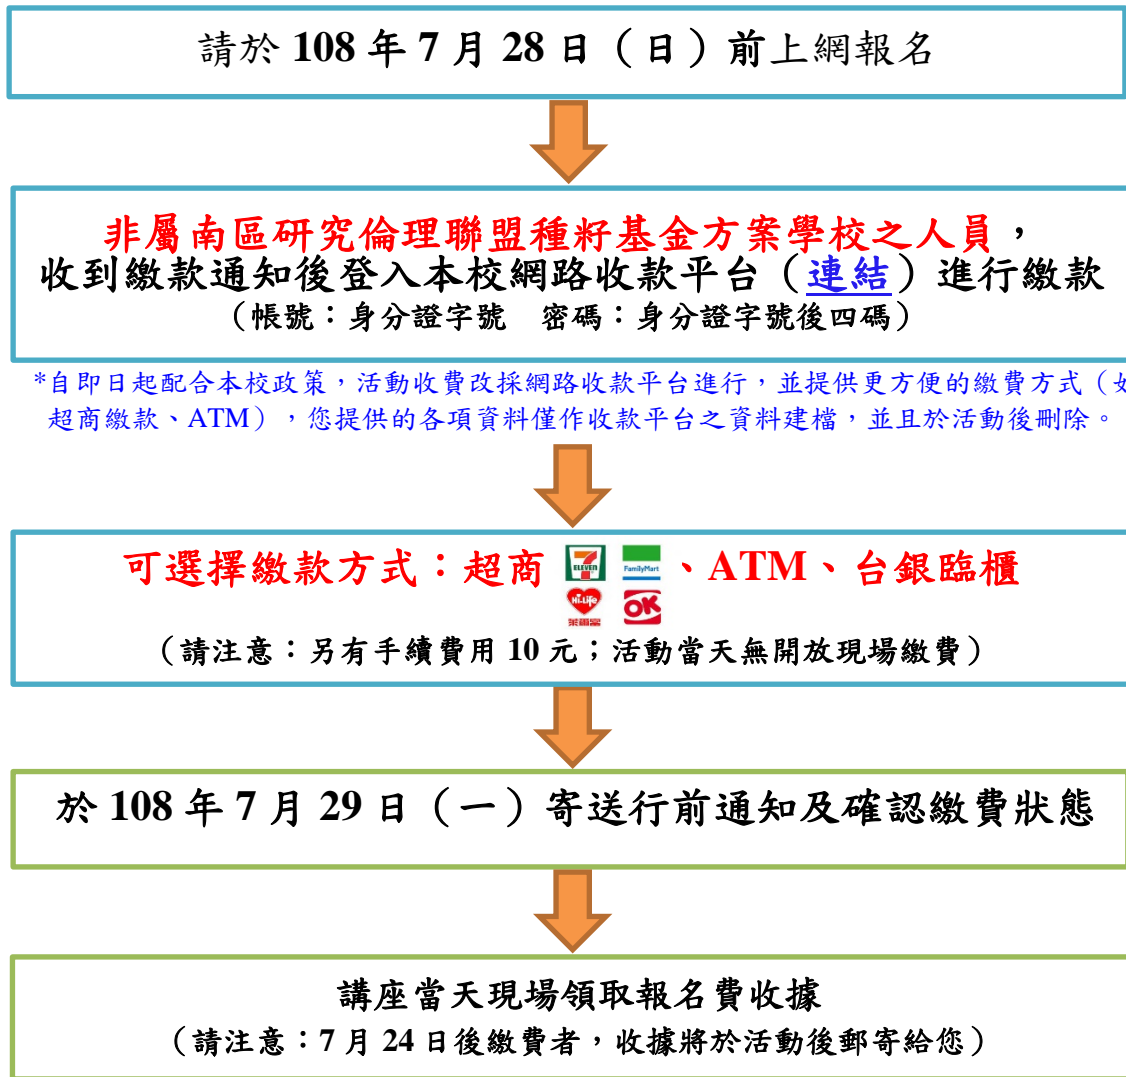 請於 108 年 7 月 28 日（日）前上網報名
非屬南區研究倫理聯盟種籽基金方案學校之人員，
收到繳款通知後登入本校網路收款平台（連結）進行繳款
（帳號：身分證字號　密碼：身分證字號後四碼）
*自即日起配合本校政策，活動收費改採網路收款平台進行，並提供更方便的繳費方式（如
超商繳款、ATM），您提供的各項資料僅作收款平台之資料建檔，並且於活動後刪除。
可選擇繳款方式：超商 7 ELEVEN FamilyMart 、ATM、台銀臨櫃
Hi-Life 萊爾富 OK
（請注意：另有手續費用 10 元；活動當天無開放現場繳費）
於 108 年 7 月 29 日（一）寄送行前通知及確認繳費狀態
講座當天現場領取報名費收據
（請注意：7 月 24 日後繳費者，收據將於活動後郵寄給您）